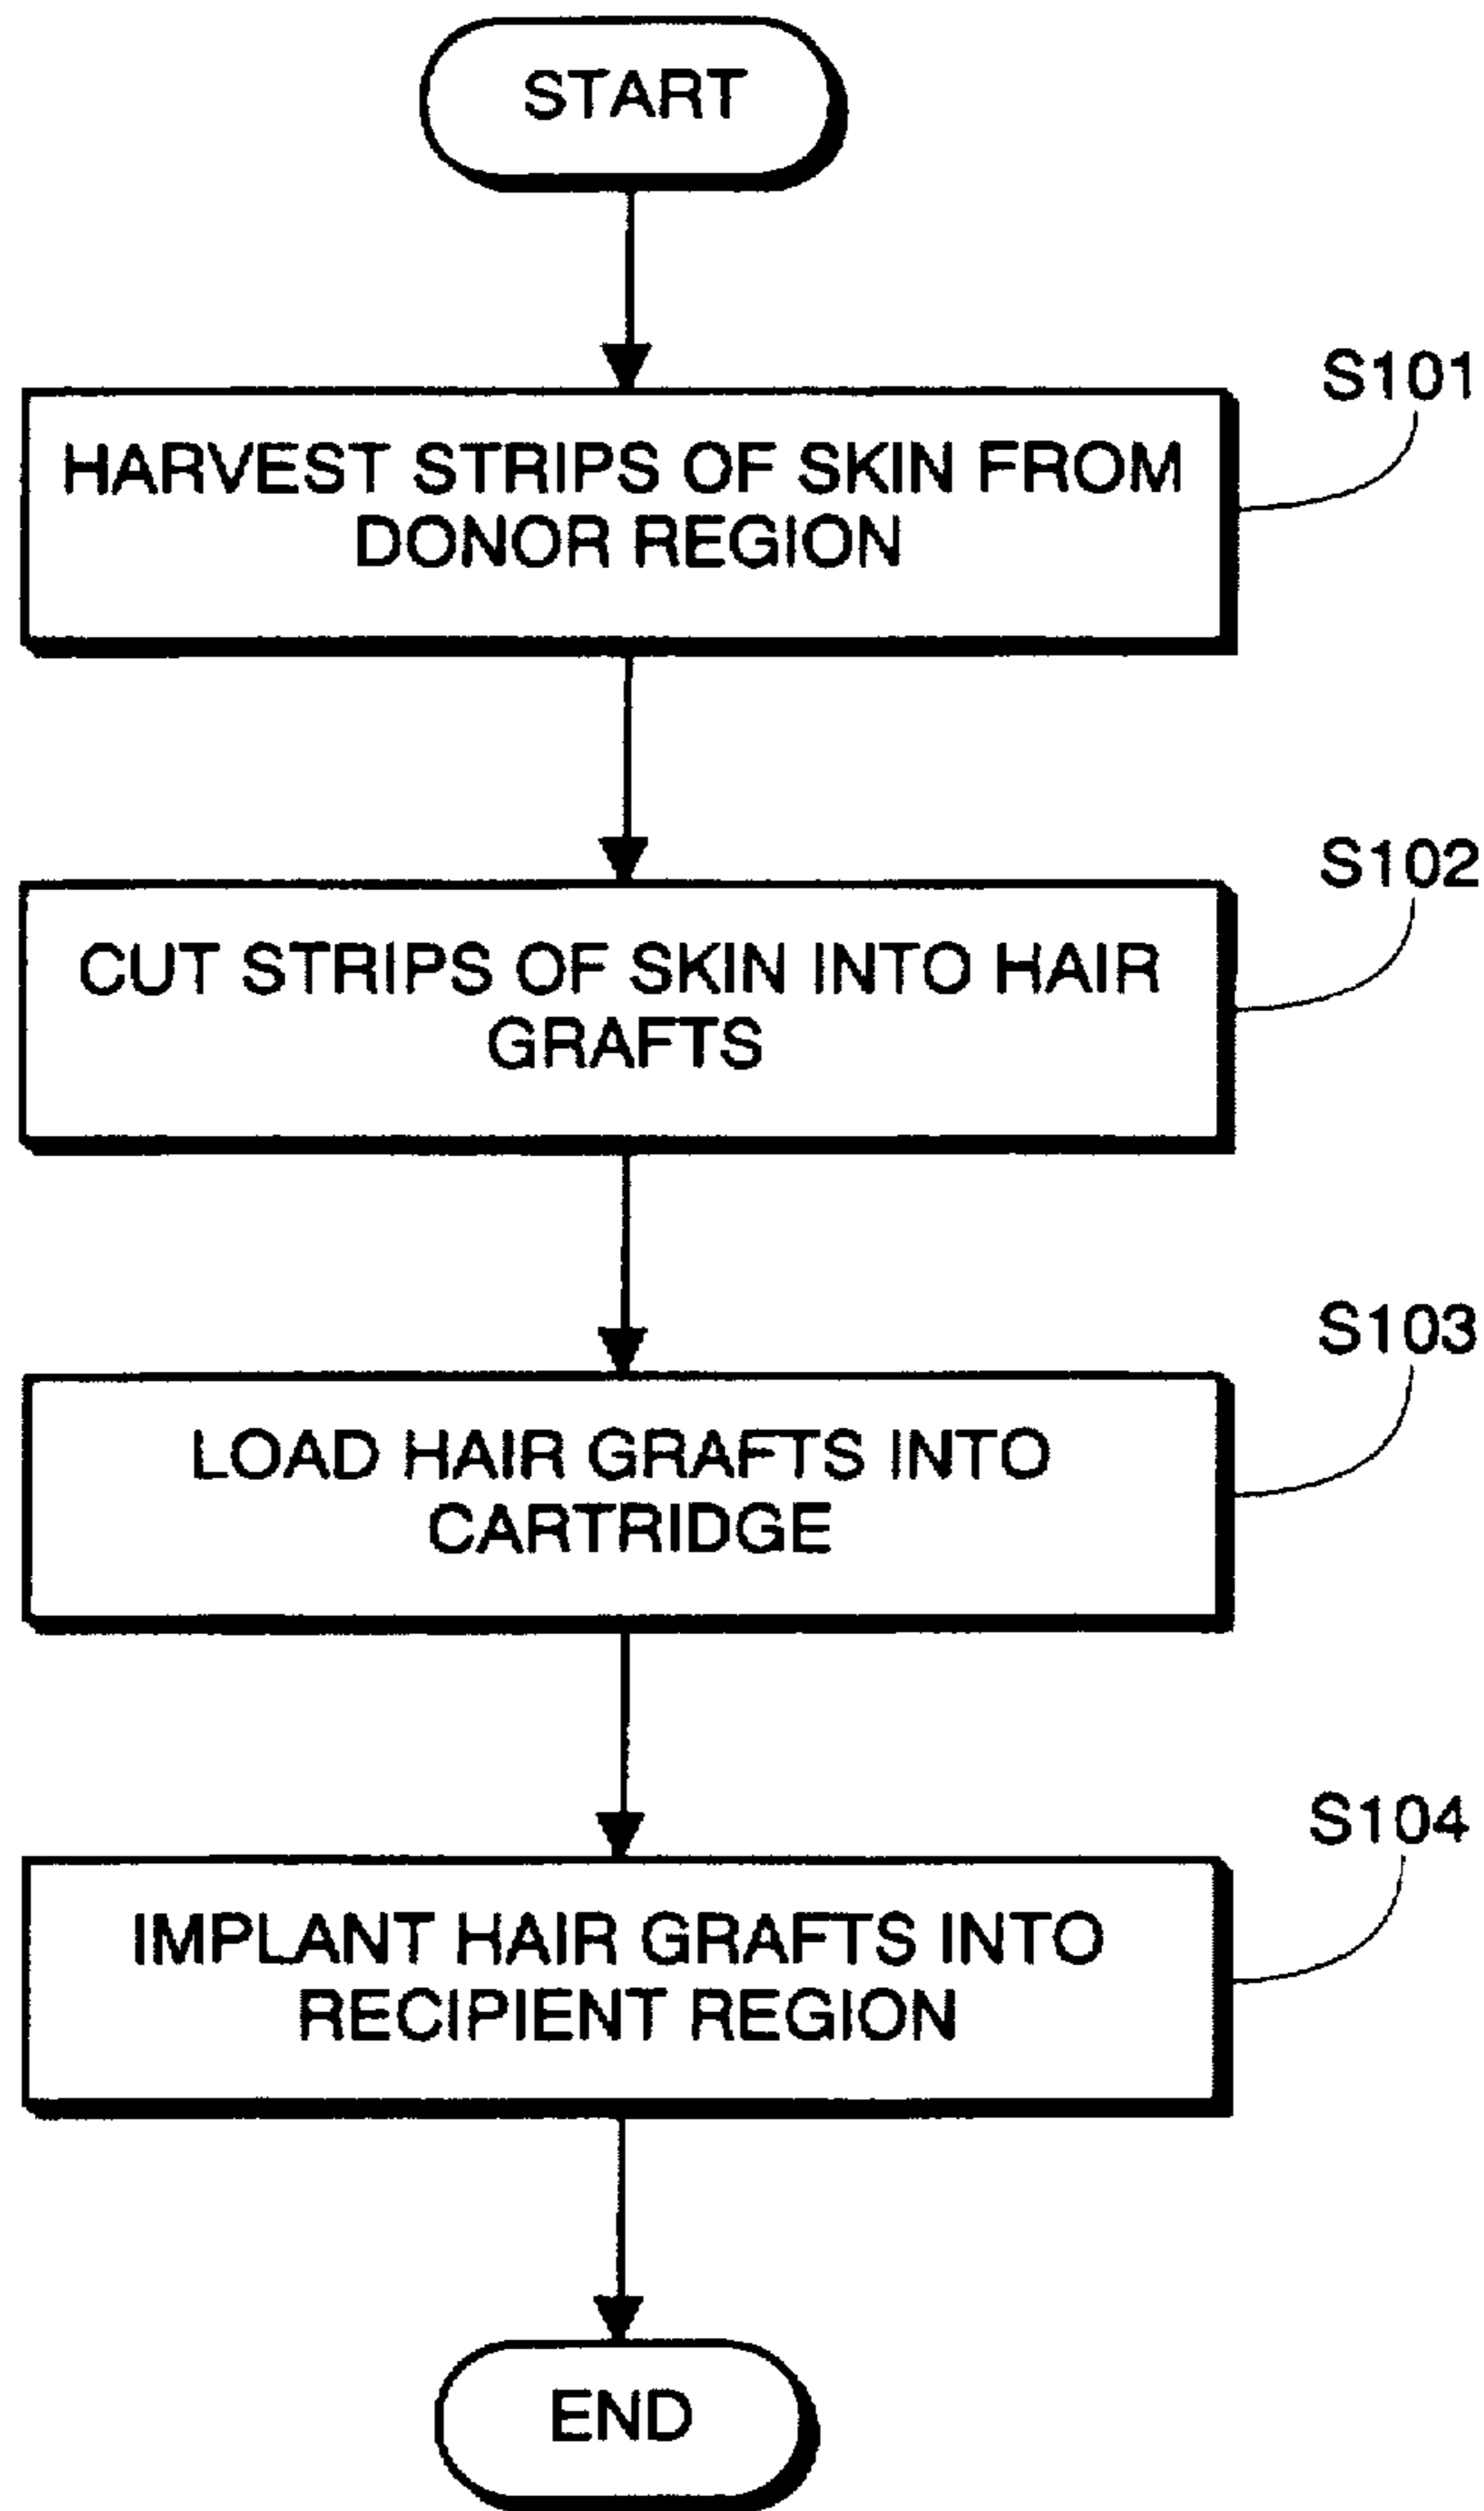 START
S101
HARVEST STRIPS OF SKIN FROM
DONOR REGION
S102
CUT STRIPS OF SKIN INTO HAIR
GRAFTS
S103
LOAD HAIR GRAFTS INTO
CARTRIDGE
S104
IMPLANT HAIR GRAFTS INTO
RECIPIENT REGION
END